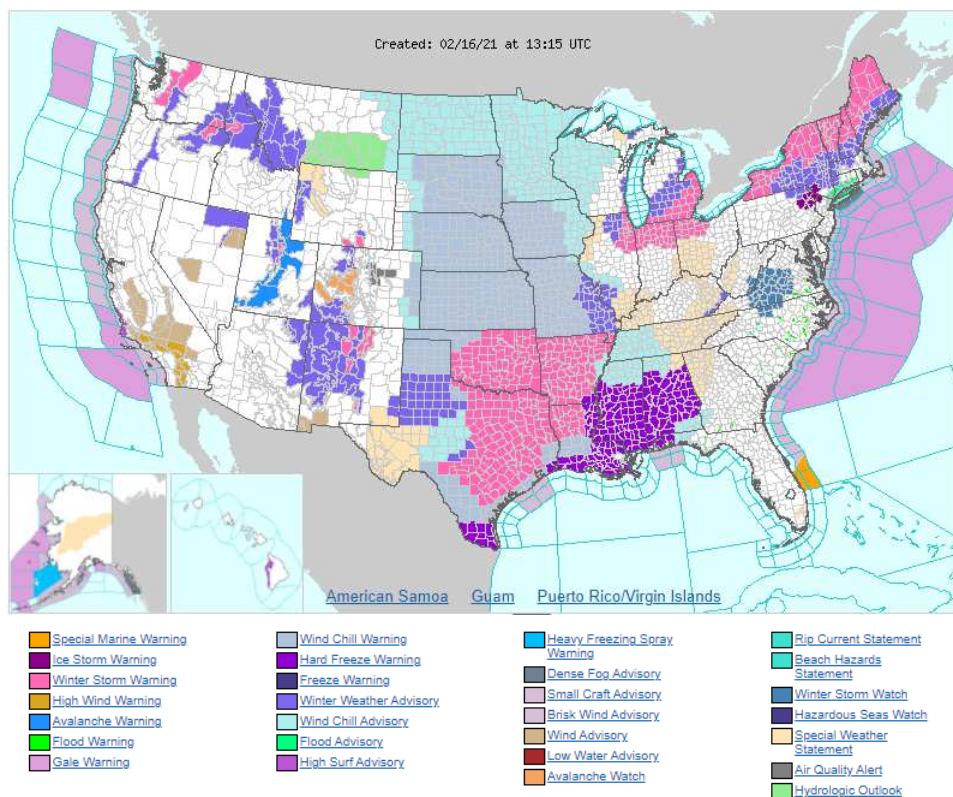 Created: 02/16/21 at 13:15 UTC
American Samoa Guam Puerto Rico/Virgin Islands
Special Marine Warning
Ice Storm Warning
Winter Storm Warning
High Wind Warning
Avalanche Warning
Flood Warning
Gale Warning
Wind Chill Warning
Hard Freeze Warning
Freeze Warning
Winter Weather Advisory
Wind Chill Advisory
Flood Advisory
High Surf Advisory
Heavy Freezing Spray
Warning
Dense Fog Advisory
Small Craft Advisory
Brisk Wind Advisory
Wind Advisory
Low Water Advisory
Avalanche Watch
Rip Current Statement
Beach Hazards
Statement
Winter Storm Watch
Hazardous Seas Watch
Special Weather
Statement
Air Quality Alert
Hydrologic Outlook